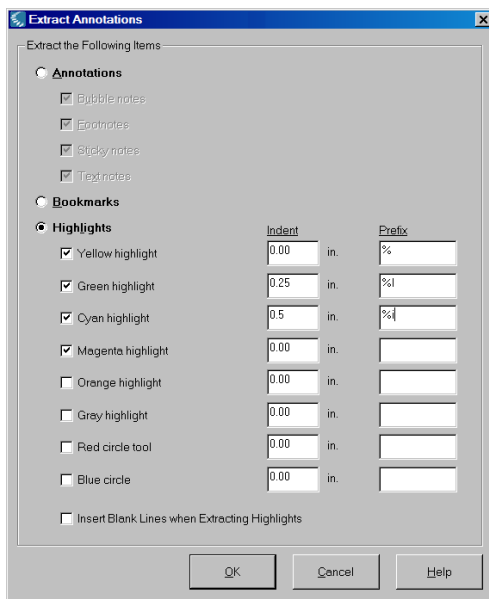 Extract Annotations
Extract the Following Items
Annotations
Bubble notes
Footnotes
Sticky notes
Text notes
Bookmarks
Highlights Indent Prefix
Yellow highlight 0.00 in. %
Green highlight 0.25 in. %I
Cyan highlight 0.5 in. %i
Magenta highlight 0.00 in.
Orange highlight 0.00 in.
Gray highlight 0.00 in.
Red circle tool 0.00 in.
Blue circle 0.00 in.
Insert Blank Lines when Extracting Highlights
OK Cancel Help